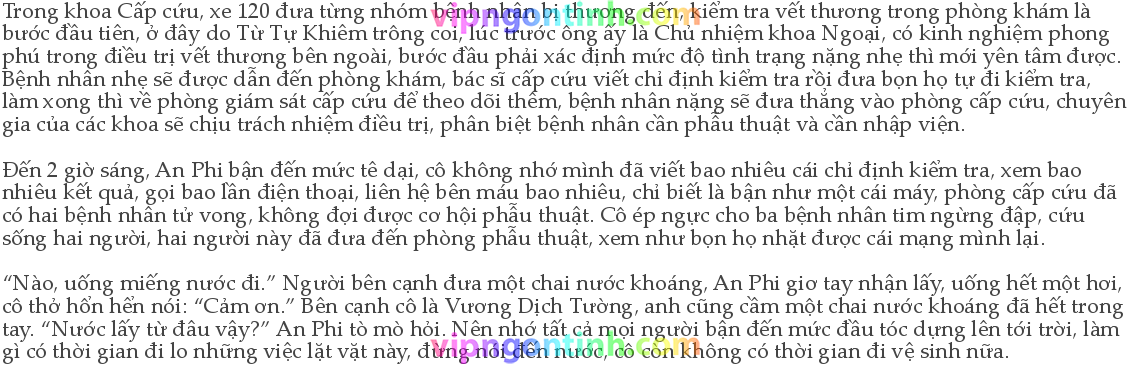 Trong khoa Cấp cứu, xe 120 đưa từng nhóm bệnh nhân bị thương đến, kiểm tra vết thương trong phòng khám là
bước đầu tiên, ở đây do Từ Tự Khiêm trông coi, lúc trước ông ấy là Chủ nhiệm khoa Ngoại, có kinh nghiệm phong
phú trong điều trị vết thương bên ngoài, bước đầu phải xác định mức độ tình trạng nặng nhẹ thì mới yên tâm được.
Bệnh nhân nhẹ sẽ được dẫn đến phòng khám, bác sĩ cấp cứu viết chỉ định kiểm tra rồi đưa bọn họ tự đi kiểm tra,
làm xong thì về phòng giám sát cấp cứu để theo dõi thêm, bệnh nhân nặng sẽ đưa thẳng vào phòng cấp cứu, chuyên
gia của các khoa sẽ chịu trách nhiệm điều trị, phân biệt bệnh nhân cần phẫu thuật và cần nhập viện.
Đến 2 giờ sáng, An Phi bận đến mức tê dại, cô không nhớ mình đã viết bao nhiêu cái chỉ định kiểm tra, xem bao
nhiêu kết quả, gọi bao lần điện thoại, liên hệ bên máu bao nhiêu, chỉ biết là bận như một cái máy, phòng cấp cứu đã
có hai bệnh nhân tử vong, không đợi được cơ hội phẫu thuật. Cô ép ngực cho ba bệnh nhân tim ngừng đập, cứu
sống hai người, hai người này đã đưa đến phòng phẫu thuật, xem như bọn họ nhặt được cái mạng mình lại.
“Nào, uống miếng nước đi.” Người bên cạnh đưa một chai nước khoáng, An Phi giơ tay nhận lấy, uống hết một hơi,
cô thở hổn hển nói: “Cảm ơn.” Bên cạnh cô là Vương Dịch Tường, anh cũng cầm một chai nước khoáng đã hết trong
tay. “Nước lấy từ đâu vậy?” An Phi tò mò hỏi. Nên nhớ tất cả mọi người bận đến mức đầu tóc dựng lên tới trời, làm
gì có thời gian đi lo những việc lặt vặt này, đừng nói đến nước, cô còn không có thời gian đi vệ sinh nữa.
vipngontinh.com
vipngontinh.com